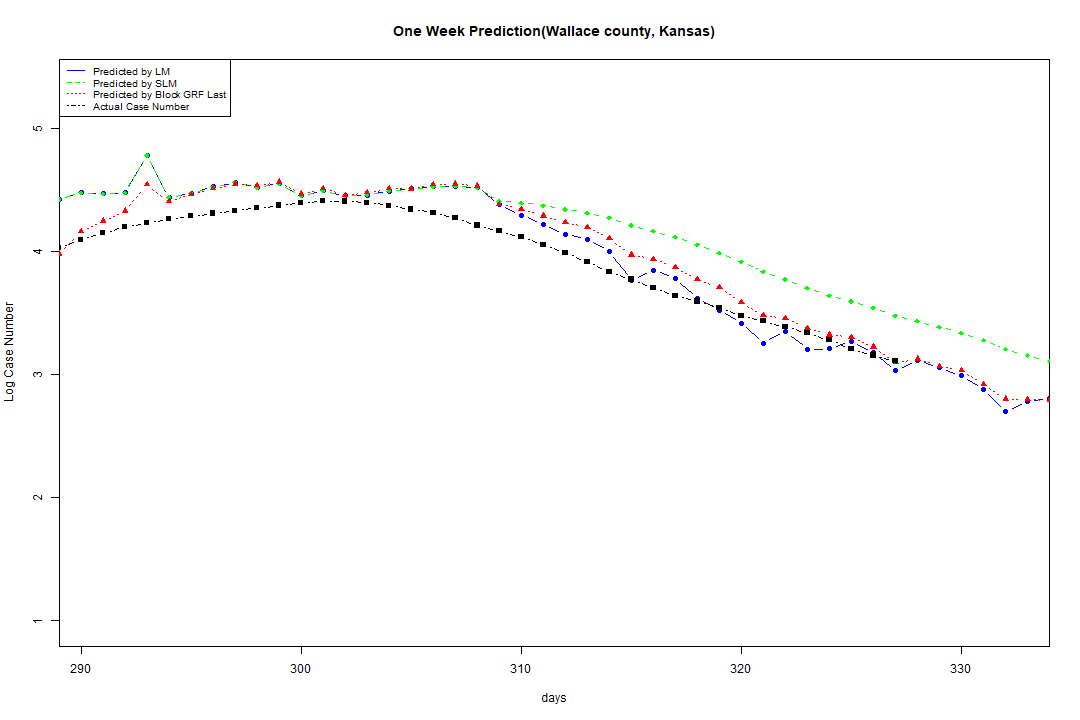 One Week Prediction(Wallace county, Kansas)
Predicted by LM
Predicted by SLM
Predicted by Block GRF Last
Actual Case Number
5
4
3
2
1
Log Case Number
290 300 310 320 330
days